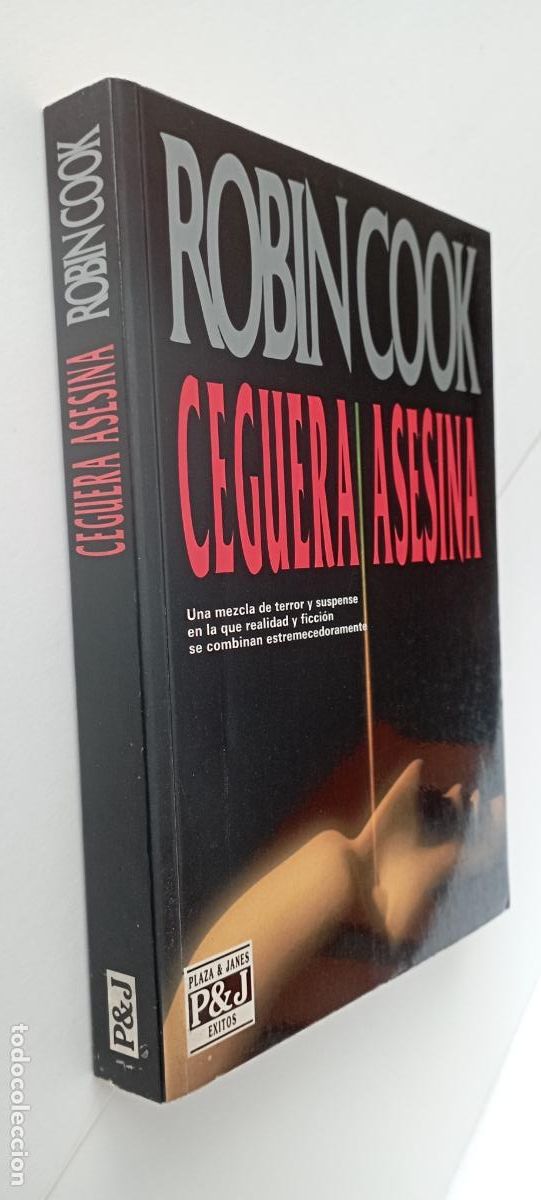 ROBIN COOK
CEGUERA ASESINA
Una mezcla de terror y suspense
en la que realidad y ficción
se combinan estremecedoramente
PLAZA & JANES
P&J
EXITOS
CEGUERA ASESINA ROBIN COOK
P&J
todocoleccion.net